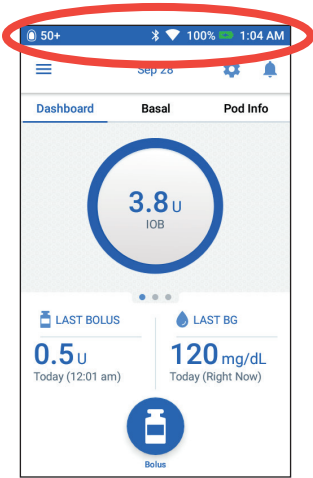 50+ 100% 1:04 AM
Sep 28
Dashboard Basal Pod Info
3.8 U
IOB
LAST BOLUS LAST BG
0.5 U 120 mg/dL
Today (12:01 am) Today (Right Now)
Bolus